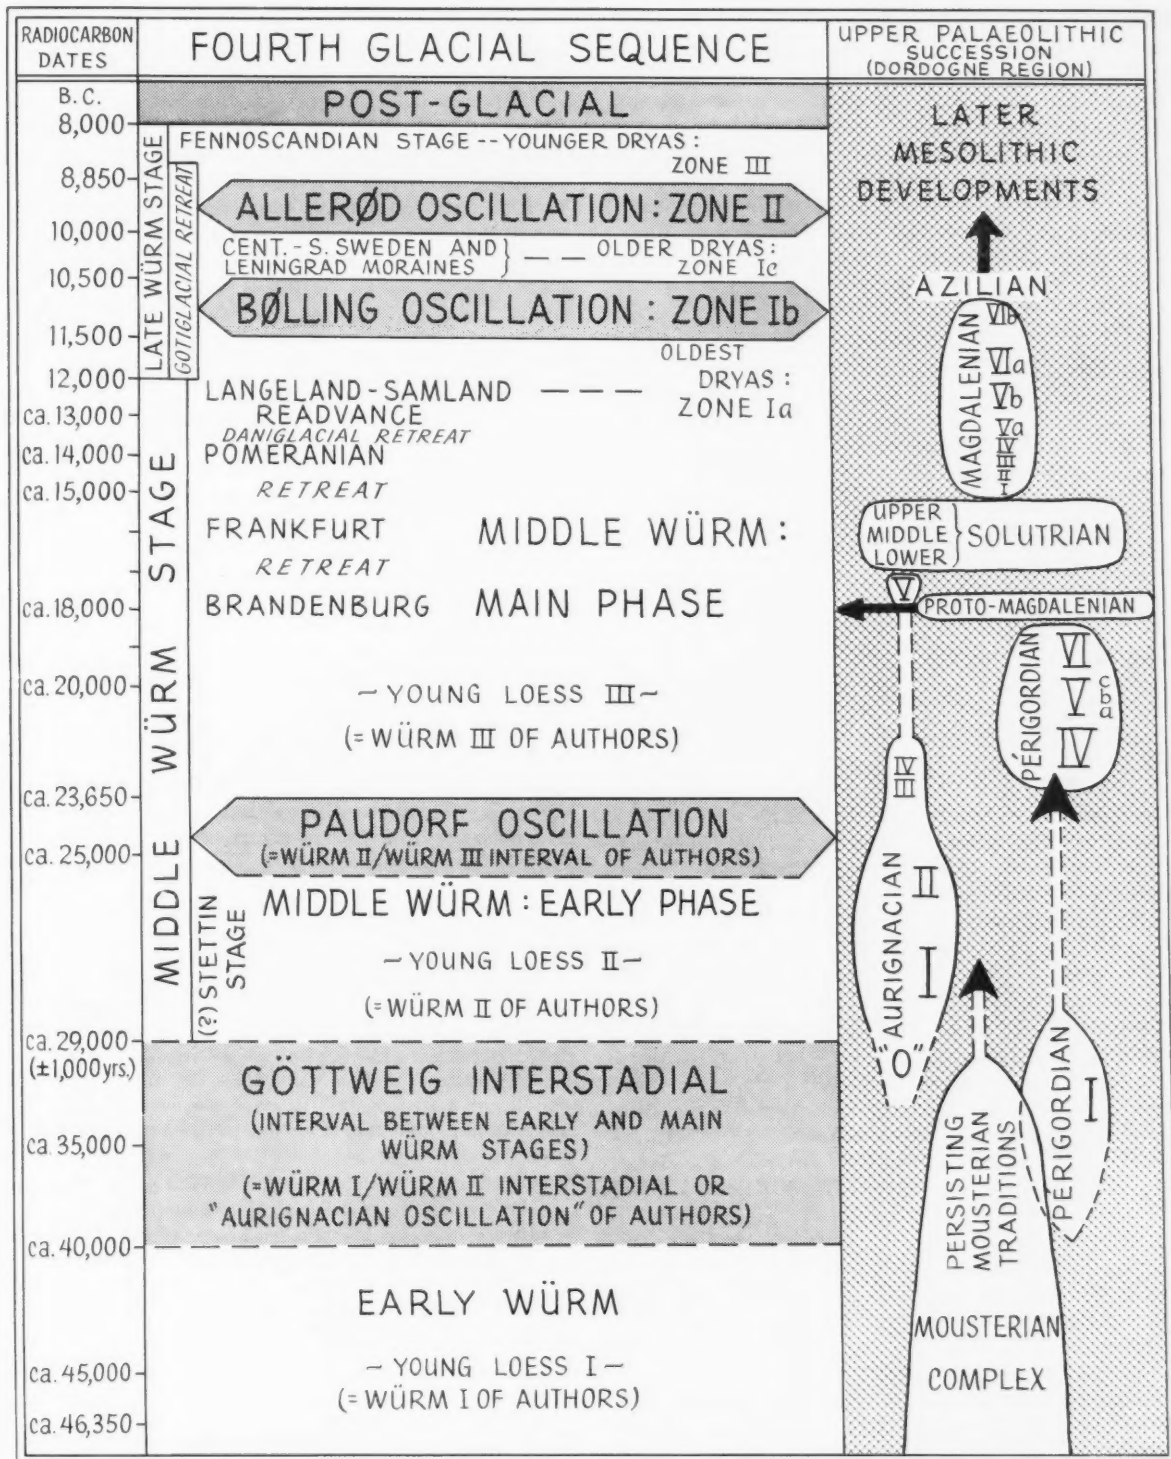 RADIOCARBON
DATES
FOURTH GLACIAL SEQUENCE
UPPER PALAEOLITHIC
SUCCESSION
(DORDOGNE REGION)
B.C.
8,000
8,850
10,000
10,500
11,500
12,000
ca.13,000
ca.14,000
ca.15,000
ca.18,000
ca.20,000
ca.23,650
ca.25,000
ca.29,000
(±1,000 yrs.)
ca.35,000
ca.40,000
ca.45,000
ca.46,350
LATE WÜRM STAGE
GOTIGLACIAL RETREAT
MIDDLE WÜRM STAGE
(?) STETTIN
STAGE
POST-GLACIAL
FENNOSCANDIAN STAGE -- YOUNGER DRYAS :
ZONE III
ALLERØD OSCILLATION : ZONE II
CENT.- S. SWEDEN AND } — — OLDER DRYAS :
LENINGRAD MORAINES ZONE Ic
BØLLING OSCILLATION : ZONE Ib
OLDEST
LANGELAND - SAMLAND — — — DRYAS :
READVANCE ZONE Ia
DANIGLACIAL RETREAT
POMERANIAN
RETREAT
FRANKFURT MIDDLE WÜRM :
RETREAT
BRANDENBURG MAIN PHASE
— YOUNG LOESS III —
(= WÜRM III OF AUTHORS)
PAUDORF OSCILLATION
(=WÜRM II/WÜRM III INTERVAL OF AUTHORS)
MIDDLE WÜRM : EARLY PHASE
— YOUNG LOESS II —
(= WÜRM II OF AUTHORS)
GÖTTWEIG INTERSTADIAL
(INTERVAL BETWEEN EARLY AND MAIN
WÜRM STAGES)
(=WÜRM I/WÜRM II INTERSTADIAL OR
"AURIGNACIAN OSCILLATION" OF AUTHORS)
EARLY WÜRM
— YOUNG LOESS I —
(= WÜRM I OF AUTHORS)
LATER
MESOLITHIC
DEVELOPMENTS
AZILIAN
MAGDALENIAN
VIb
VIa
Vb
Va
IV
III
II
I
UPPER
MIDDLE } SOLUTRIAN
LOWER
V
PROTO-MAGDALENIAN
PÉRIGORDIAN
VI
V c
b
a
IV
IV
III
"AURIGNACIAN
II
I
"O"
PERIGORDIAN
I
PERSISTING
MOUSTERIAN
TRADITIONS
MOUSTERIAN
COMPLEX